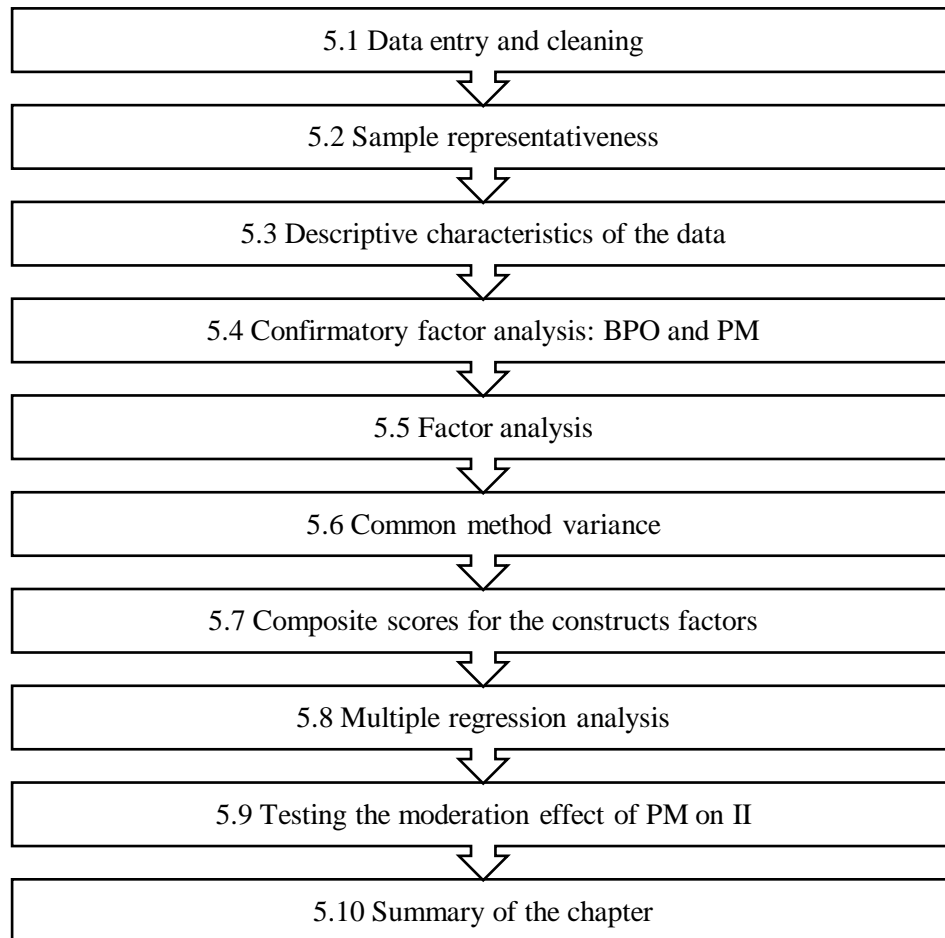 5.1 Data entry and cleaning
5.2 Sample representativeness
5.3 Descriptive characteristics of the data
5.4 Confirmatory factor analysis: BPO and PM
5.5 Factor analysis
5.6 Common method variance
5.7 Composite scores for the constructs factors
5.8 Multiple regression analysis
5.9 Testing the moderation effect of PM on II
5.10 Summary of the chapter